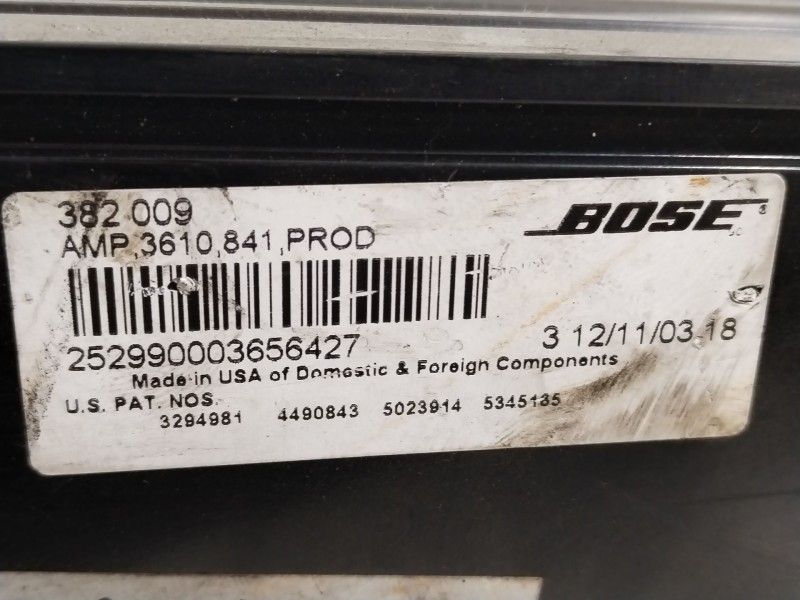 382 009
BOSE ®
AMP,3610,841,PROD
252990003656427
3 12/11/03 18
Made in USA of Domestic & Foreign Components
U.S. PAT. NOS.
3294981 4490843 5023914 5345135